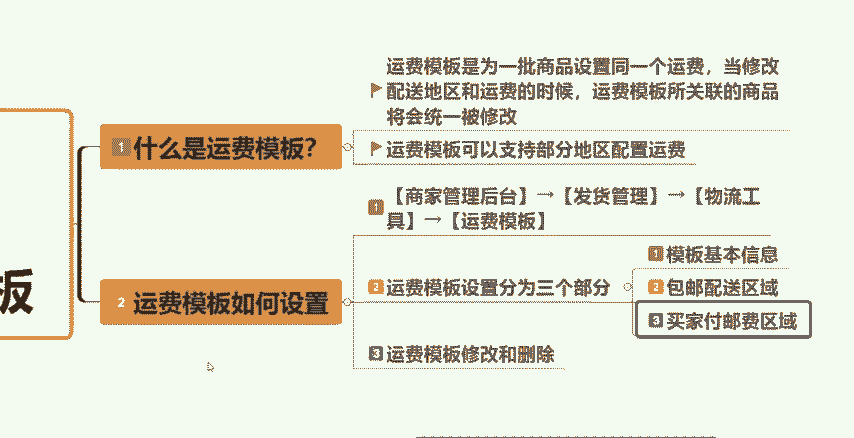 板
1 什么是运费模板?
运费模板是为一批商品设置同一个运费，当修改
配送地区和运费的时候，运费模板所关联的商品
将会统一被修改
运费模板可以支持部分地区配置运费
2 运费模板如何设置
1 【商家管理后台】→【发货管理】→【物流工
具】→【运费模板】
2 运费模板设置分为三个部分
1 模板基本信息
2 包邮配送区域
3 买家付邮费区域
3 运费模板修改和删除